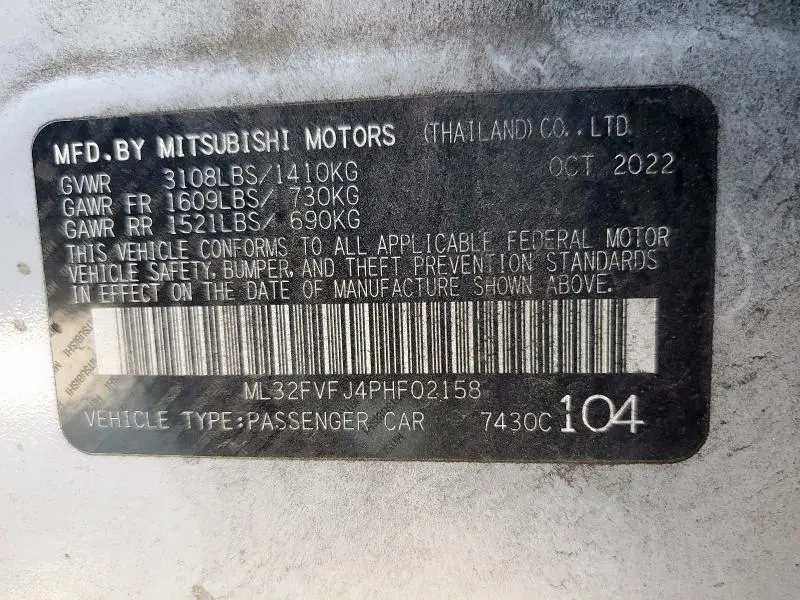 MFD.BY MITSUBISHI MOTORS (THAILAND) CO.,LTD.
GVWR 3108LBS/1410KG OCT 2022
GAWR FR 1609LBS/ 730KG
GAWR RR 1521LBS/ 690KG
THIS VEHICLE CONFORMS TO ALL APPLICABLE FEDERAL MOTOR
VEHICLE SAFETY, BUMPER, AND THEFT PREVENTION STANDARDS
IN EFFECT ON THE DATE OF MANUFACTURE SHOWN ABOVE.
ML32FVFJ4PHF02158
VEHICLE TYPE:PASSENGER CAR 7430C 104